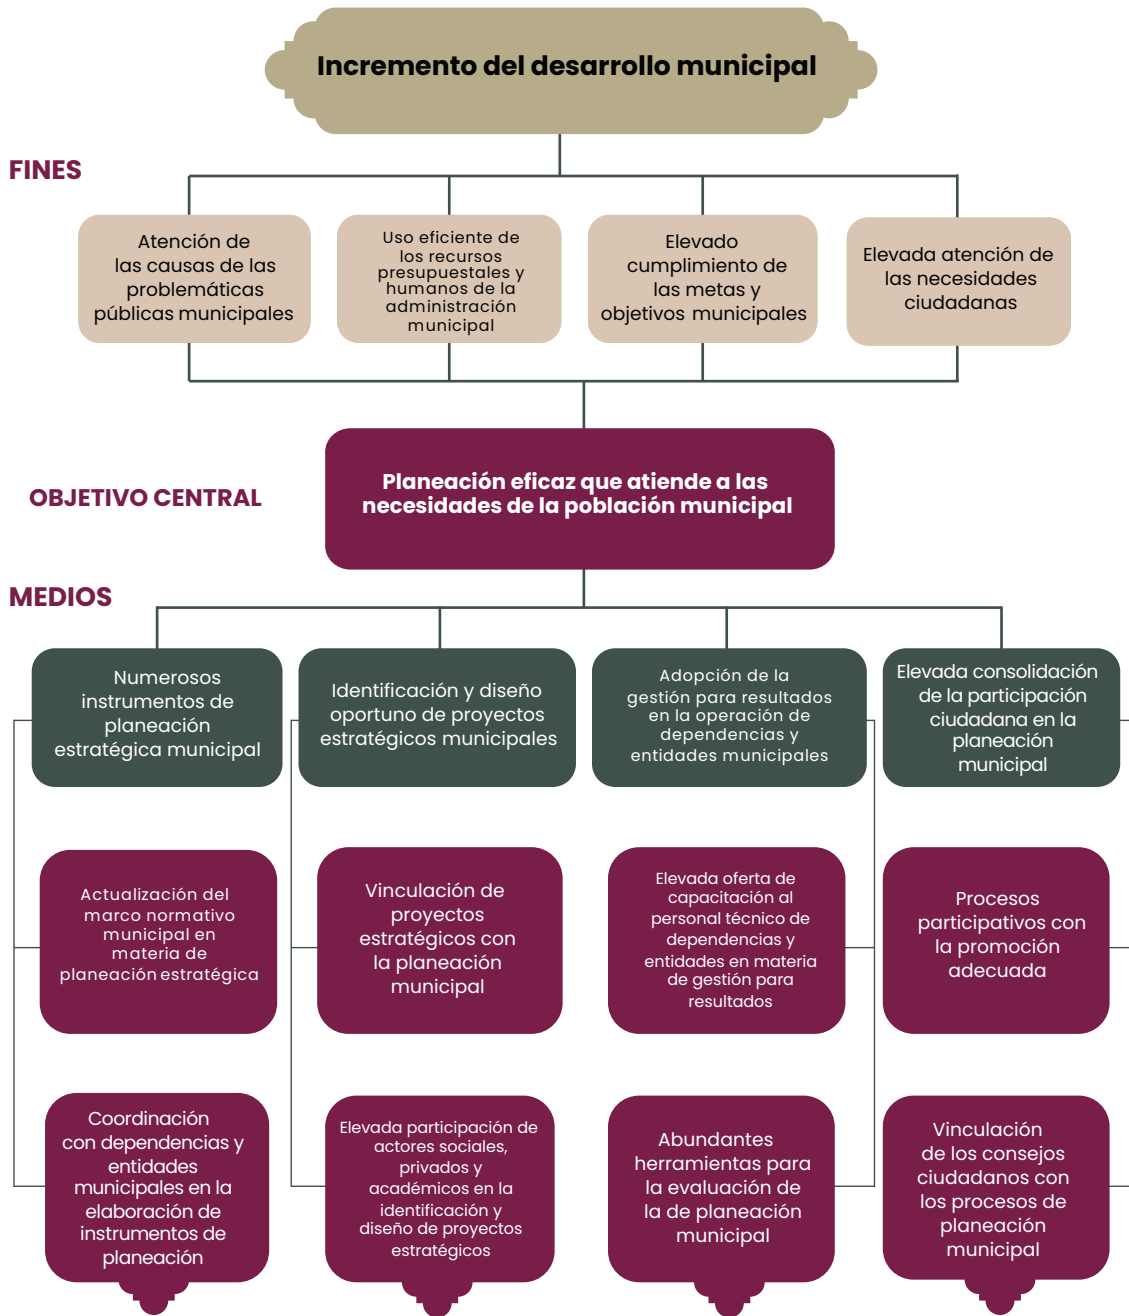 Incremento del desarrollo municipal
FINES
Atención de
las causas de las
problemáticas
públicas municipales
Uso eficiente de
los recursos
presupuestales y
humanos de la
administración
municipal
Elevado
cumplimiento de
las metas y
objetivos municipales
Elevada atención de
las necesidades
ciudadanas
OBJETIVO CENTRAL
Planeación eficaz que atiende a las
necesidades de la población municipal
MEDIOS
Numerosos
instrumentos de
planeación
estratégica municipal
Identificación y diseño
oportuno de proyectos
estratégicos municipales
Adopción de la
gestión para resultados
en la operación de
dependencias y
entidades municipales
Elevada consolidación
de la participación
ciudadana en la
planeación
municipal
Actualización del
marco normativo
municipal en
materia de
planeación estratégica
Vinculación de
proyectos
estratégicos con
la planeación
municipal
Elevada oferta de
capacitación al
personal técnico de
dependencias y
entidades en materia
de gestión para
resultados
Procesos
participativos con
la promoción
adecuada
Coordinación
con dependencias y
entidades
municipales en la
elaboración de
instrumentos de
planeación
Elevada participación de
actores sociales,
privados y
académicos en la
identificación y
diseño de proyectos
estratégicos
Abundantes
herramientas para
la evaluación de
la de planeación
municipal
Vinculación
de los consejos
ciudadanos con
los procesos de
planeación
municipal